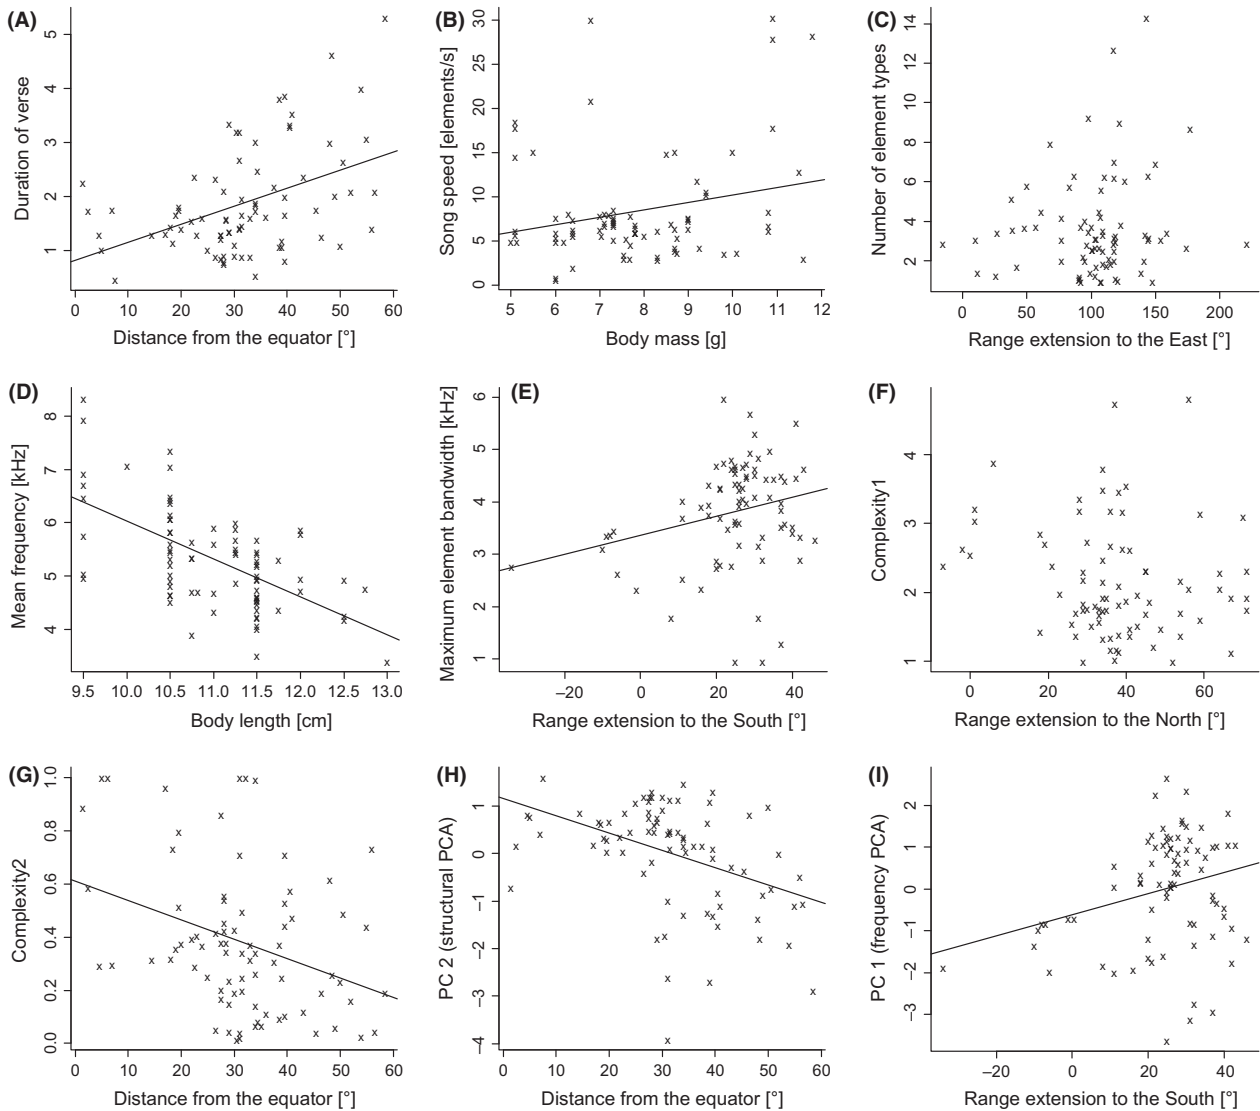 (A)
Duration of verse
5
4
3
2
1
0 10 20 30 40 50 60
Distance from the equator [°]
(B)
Song speed [elements/s]
30
25
20
15
10
5
0
5 6 7 8 9 10 11 12
Body mass [g]
(C)
Number of element types
14
12
10
8
6
4
2
0 50 100 150 200
Range extension to the East [°]
(D)
Mean frequency [kHz]
8
7
6
5
4
9.5 10.0 10.5 11.0 11.5 12.0 12.5 13.0
Body length [cm]
(E)
Maximum element bandwidth [kHz]
6
5
4
3
2
1
−20 0 20 40
Range extension to the South [°]
(F)
Complexity1
4
3
2
1
0 20 40 60
Range extension to the North [°]
(G)
Complexity2
1.0
0.8
0.6
0.4
0.2
0.0
0 10 20 30 40 50 60
Distance from the equator [°]
(H)
PC 2 (structural PCA)
1
0
−1
−2
−3
−4
0 10 20 30 40 50 60
Distance from the equator [°]
(I)
PC 1 (frequency PCA)
2
1
0
−1
−2
−3
−20 0 20 40
Range extension to the South [°]